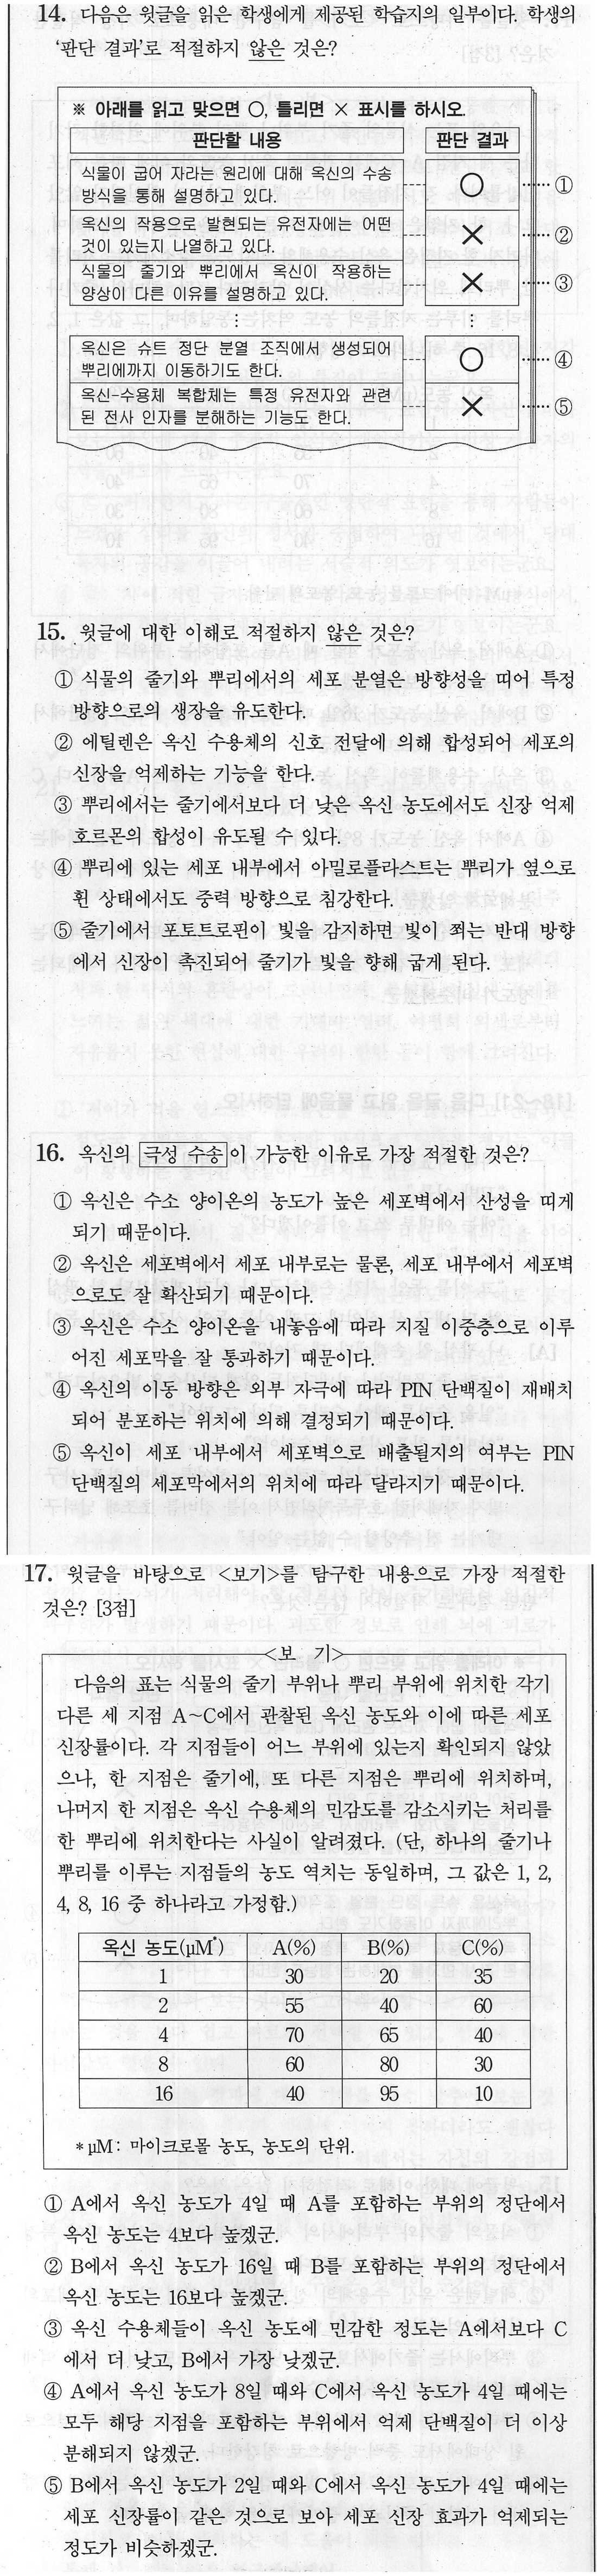 14. 다음은 윗글을 읽은 학생에게 제공된 학습지의 일부이다. 학생의
'판단 결과'로 적절하지 않은 것은?
※ 아래를 읽고 맞으면 ○, 틀리면 × 표시를 하시오.
판단할 내용 판단 결과
식물이 굽어 자라는 원리에 대해 옥신의 수송
방식을 통해 설명하고 있다. ○ …… ①
옥신의 작용으로 발현되는 유전자에는 어떤
것이 있는지 나열하고 있다. × …… ②
식물의 줄기와 뿌리에서 옥신이 작용하는
양상이 다른 이유를 설명하고 있다. × …… ③
⋮ ⋮
옥신은 슈트 정단 분열 조직에서 생성되어
뿌리에까지 이동하기도 한다. ○ …… ④
옥신-수용체 복합체는 특정 유전자와 관련
된 전사 인자를 분해하는 기능도 한다. × …… ⑤
15. 윗글에 대한 이해로 적절하지 않은 것은?
① 식물의 줄기와 뿌리에서의 세포 분열은 방향성을 띠어 특정
방향으로의 생장을 유도한다.
② 에틸렌은 옥신 수용체의 신호 전달에 의해 합성되어 세포의
신장을 억제하는 기능을 한다.
③ 뿌리에서는 줄기에서보다 더 낮은 옥신 농도에서도 신장 억제
호르몬의 합성이 유도될 수 있다.
④ 뿌리에 있는 세포 내부에서 아밀로플라스트는 뿌리가 옆으로
휜 상태에서도 중력 방향으로 침강한다.
⑤ 줄기에서 포토트로핀이 빛을 감지하면 빛이 쬐는 반대 방향
에서 신장이 촉진되어 줄기가 빛을 향해 굽게 된다.
16. 옥신의 극성 수송이 가능한 이유로 가장 적절한 것은?
① 옥신은 수소 양이온의 농도가 높은 세포벽에서 산성을 띠게
되기 때문이다.
② 옥신은 세포벽에서 세포 내부로는 물론, 세포 내부에서 세포벽
으로도 잘 확산되기 때문이다.
③ 옥신은 수소 양이온을 내놓음에 따라 지질 이중층으로 이루
어진 세포막을 잘 통과하기 때문이다.
④ 옥신의 이동 방향은 외부 자극에 따라 PIN 단백질이 재배치
되어 분포하는 위치에 의해 결정되기 때문이다.
⑤ 옥신이 세포 내부에서 세포벽으로 배출될지의 여부는 PIN
단백질의 세포막에서의 위치에 따라 달라지기 때문이다.
17. 윗글을 바탕으로 <보기>를 탐구한 내용으로 가장 적절한
것은? [3점]
<보 기>
다음의 표는 식물의 줄기 부위나 뿌리 부위에 위치한 각기
다른 세 지점 A~C에서 관찰된 옥신 농도와 이에 따른 세포
신장률이다. 각 지점들이 어느 부위에 있는지 확인되지 않았
으나, 한 지점은 줄기에, 또 다른 지점은 뿌리에 위치하며,
나머지 한 지점은 옥신 수용체의 민감도를 감소시키는 처리를
한 뿌리에 위치한다는 사실이 알려졌다. (단, 하나의 줄기나
뿌리를 이루는 지점들의 농도 역치는 동일하며, 그 값은 1, 2,
4, 8, 16 중 하나라고 가정함.)
옥신 농도(μM*) A(%) B(%) C(%)
1 30 20 35
2 55 40 60
4 70 65 40
8 60 80 30
16 40 95 10
* μM : 마이크로몰 농도, 농도의 단위.
① A에서 옥신 농도가 4일 때 A를 포함하는 부위의 정단에서
옥신 농도는 4보다 높겠군.
② B에서 옥신 농도가 16일 때 B를 포함하는 부위의 정단에서
옥신 농도는 16보다 높겠군.
③ 옥신 수용체들이 옥신 농도에 민감한 정도는 A에서보다 C
에서 더 낮고, B에서 가장 낮겠군.
④ A에서 옥신 농도가 8일 때와 C에서 옥신 농도가 4일 때에는
모두 해당 지점을 포함하는 부위에서 억제 단백질이 더 이상
분해되지 않겠군.
⑤ B에서 옥신 농도가 2일 때와 C에서 옥신 농도가 4일 때에는
세포 신장률이 같은 것으로 보아 세포 신장 효과가 억제되는
정도가 비슷하겠군.